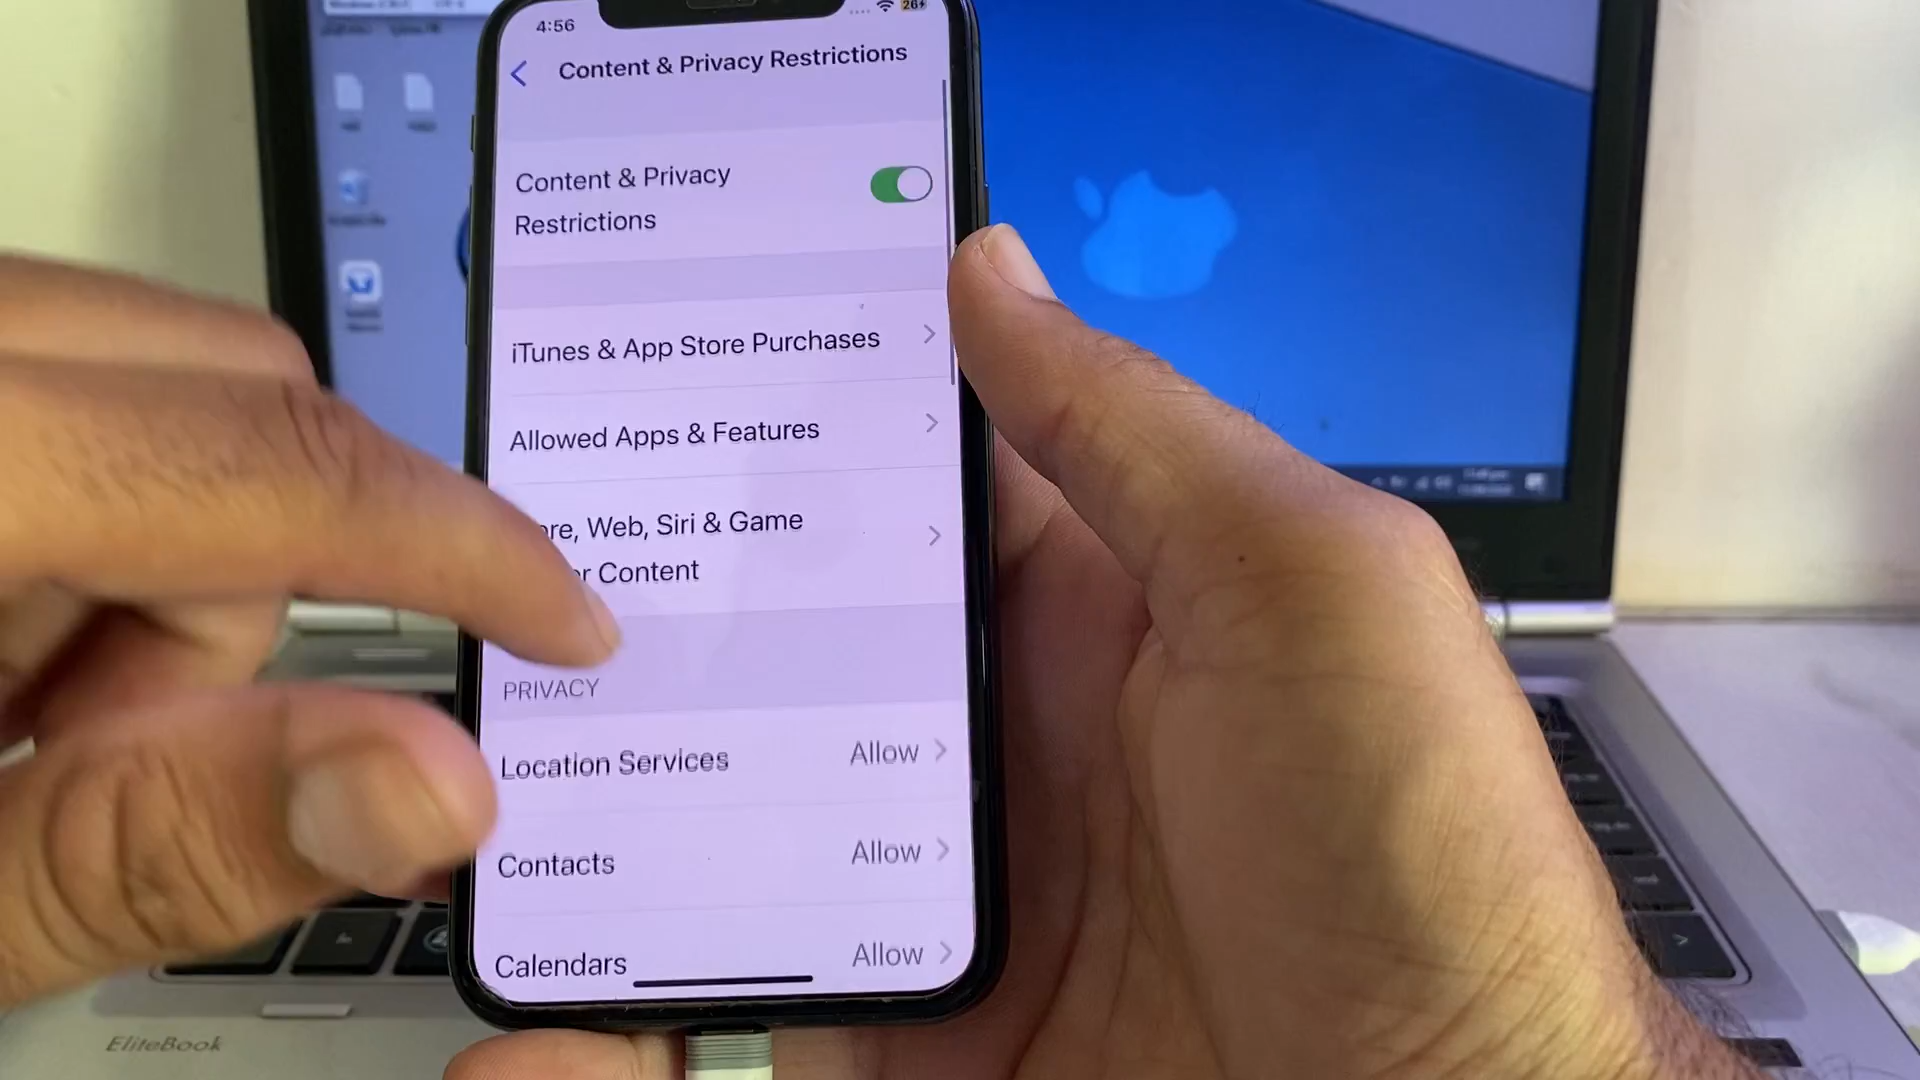 4:56
26
Content & Privacy Restrictions
Content & Privacy
Restrictions
iTunes & App Store Purchases
Allowed Apps & Features
Web, Siri & Game
Content
PRIVACY
Location Services Allow
Contacts Allow
Calendars Allow
EliteBook